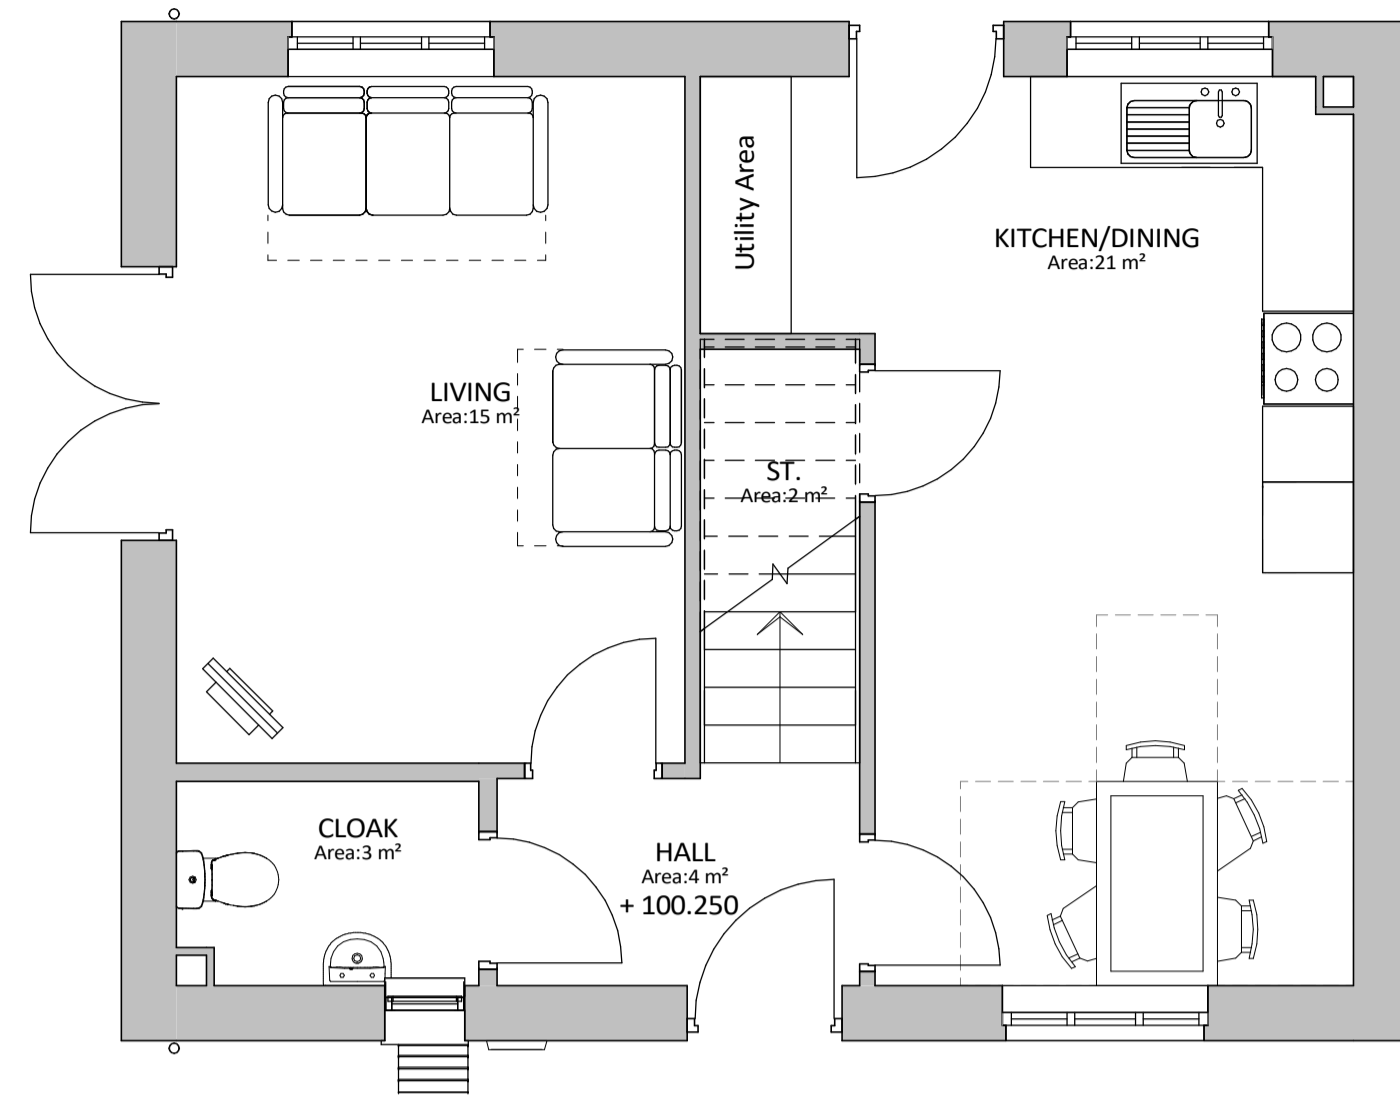 Utility Area
KITCHEN/DINING
Area:21 m²
LIVING
Area:15 m²
ST.
Area:2 m²
CLOAK
Area:3 m²
HALL
Area:4 m²
+ 100.250